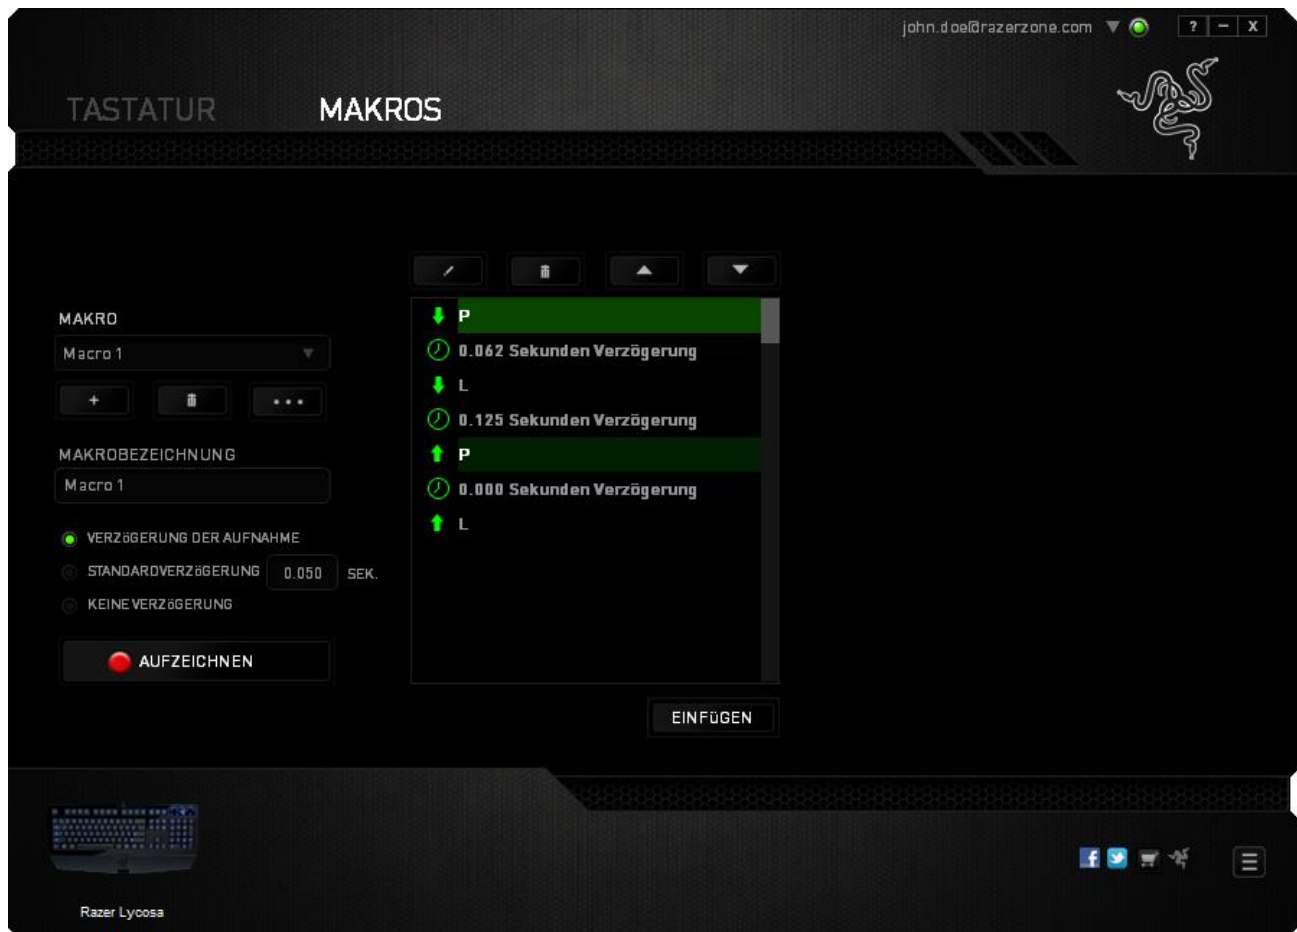 john.doe@razerzone.com
? – X
TASTATUR MAKROS
MAKRO
Macro 1
+
MAKROBEZEICHNUNG
Macro 1
VERZöGERUNG DER AUFNAHME
STANDARDVERZöGERUNG 0.050 SEK.
KEINE VERZöGERUNG
AUFZEICHNEN
P
0.062 Sekunden Verzögerung
L
0.125 Sekunden Verzögerung
P
0.000 Sekunden Verzögerung
L
EINFüGEN
Razer Lycosa